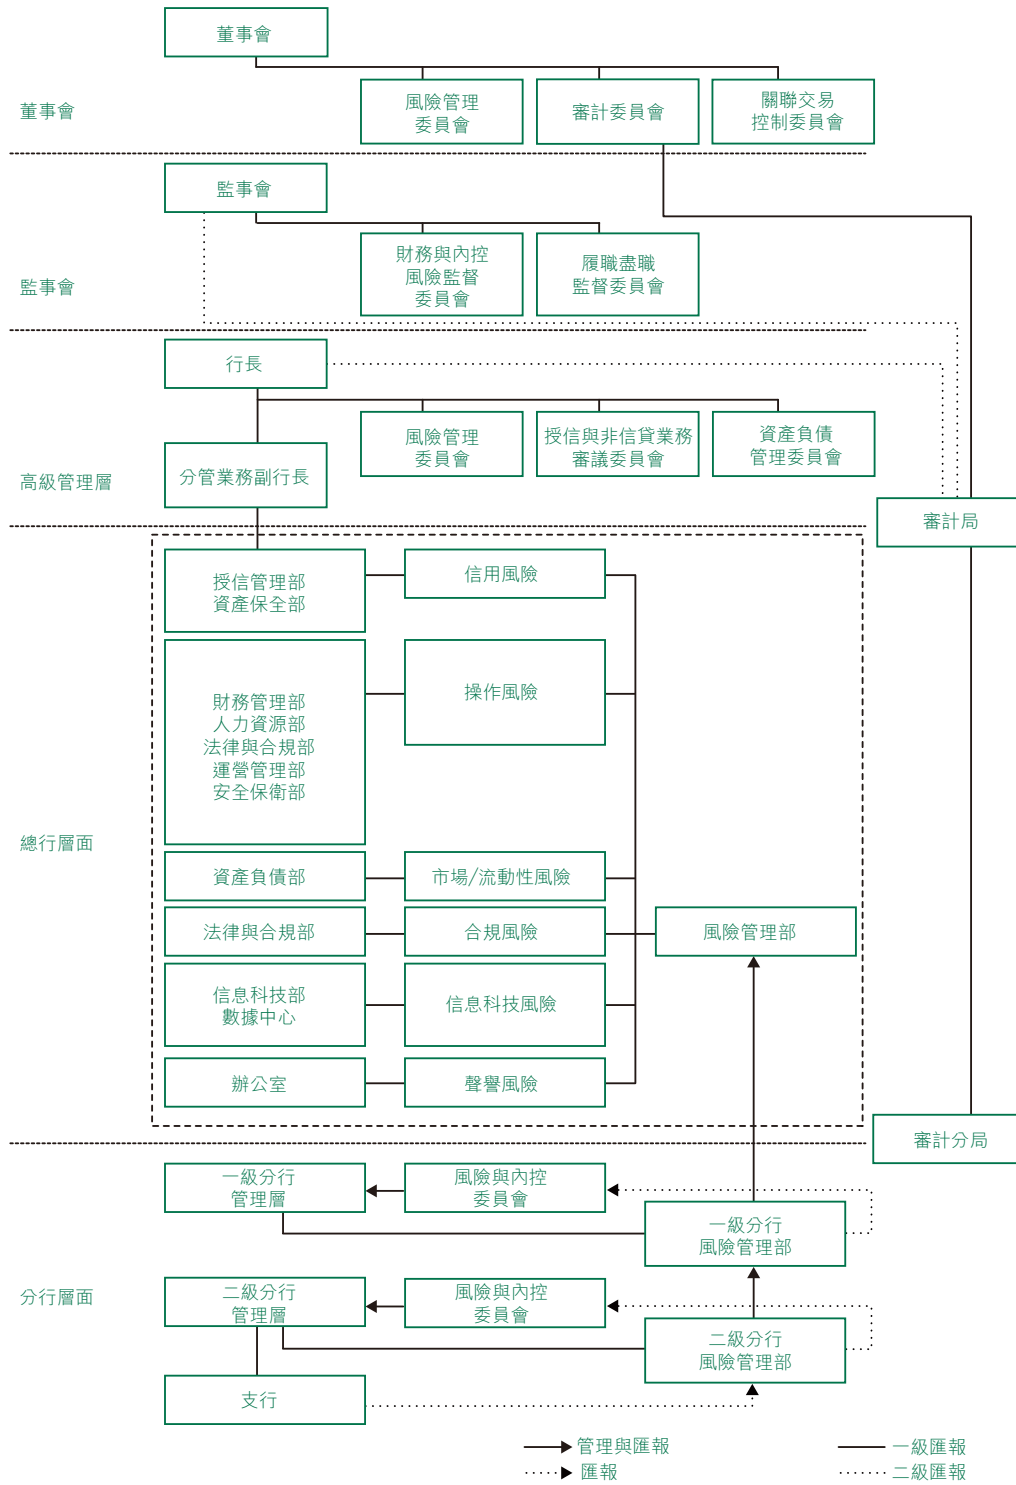 董事會
風險管理
委員會
審計委員會
關聯交易
控制委員會
董事會
監事會
財務與內控
風險監督
委員會
履職盡職
監督委員會
監事會
行長
風險管理
委員會
授信與非信貸業務
審議委員會
資產負債
管理委員會
分管業務副行長
高級管理層
審計局
授信管理部
資產保全部
信用風險
財務管理部
人力資源部
法律與合規部
運營管理部
安全保衛部
操作風險
總行層面
資產負債部
市場/流動性風險
法律與合規部
合規風險
風險管理部
信息科技部
數據中心
信息科技風險
辦公室
聲譽風險
審計分局
一級分行
管理層
風險與內控
委員會
一級分行
風險管理部
分行層面
二級分行
管理層
風險與內控
委員會
二級分行
風險管理部
支行
管理與匯報
一級匯報
匯報
二級匯報